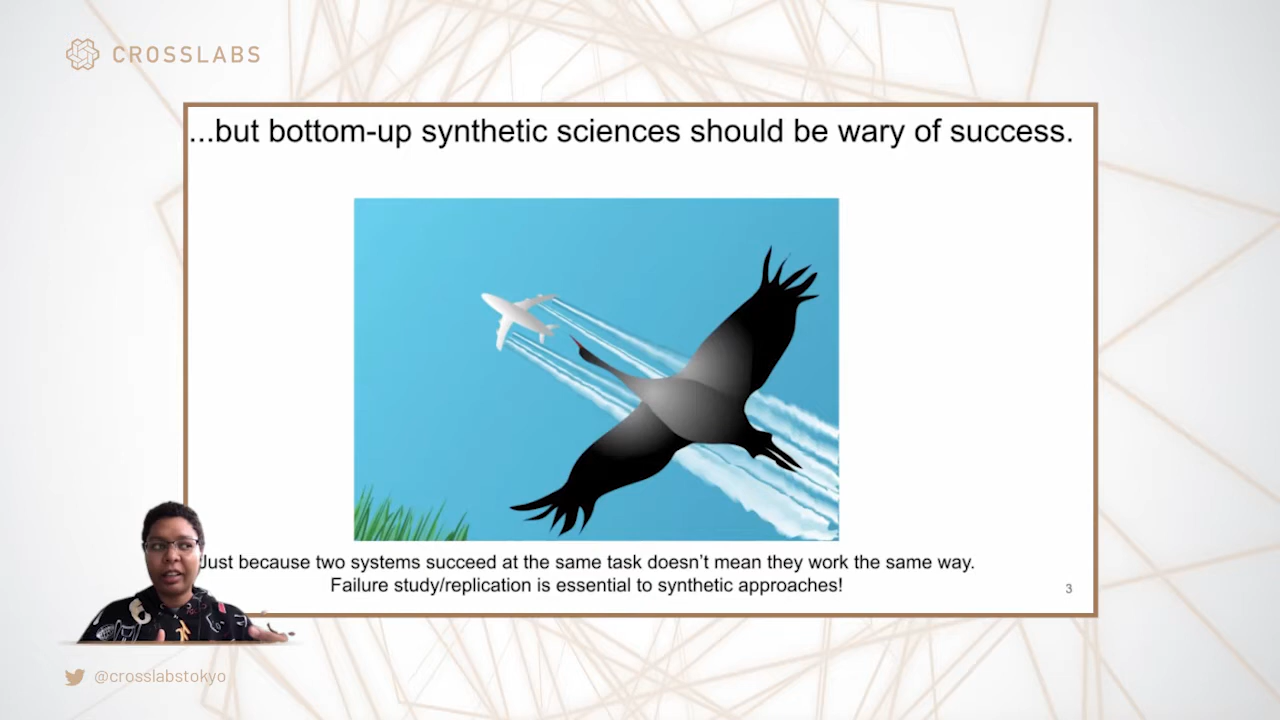 CROSSLABS
...but bottom-up synthetic sciences should be wary of success.
Just because two systems succeed at the same task doesn't mean they work the same way.
Failure study/replication is essential to synthetic approaches!
3
@crosslabstokyo